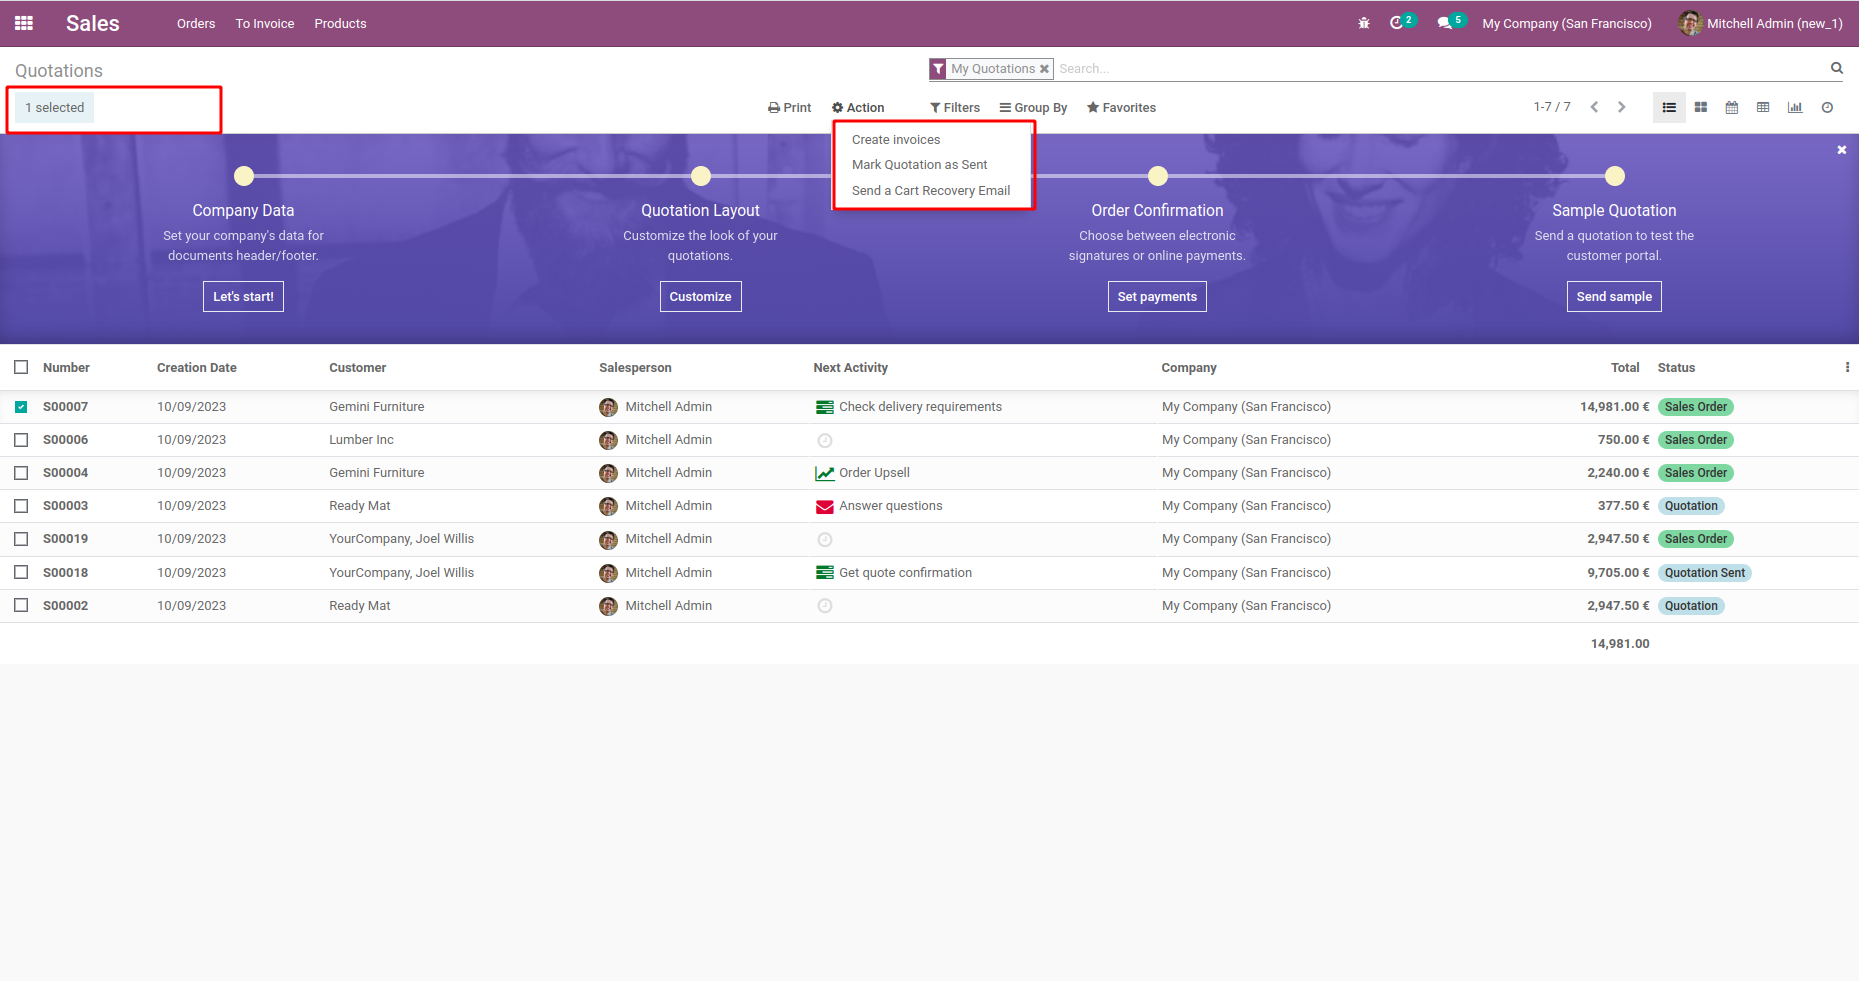 Sales Orders To Invoice Products 2 5 My Company (San Francisco) Mitchell Admin (new_1)
Quotations
My Quotations Search...
1 selected
Print Action Filters Group By Favorites 1-7 / 7
Create invoices
Mark Quotation as Sent
Send a Cart Recovery Email
Company Data
Set your company's data for
documents header/footer.
Let's start!
Quotation Layout
Customize the look of your
quotations.
Customize
Order Confirmation
Choose between electronic
signatures or online payments.
Set payments
Sample Quotation
Send a quotation to test the
customer portal.
Send sample
Number Creation Date Customer Salesperson Next Activity Company Total Status
S00007 10/09/2023 Gemini Furniture Mitchell Admin Check delivery requirements My Company (San Francisco) 14,981.00 € Sales Order
S00006 10/09/2023 Lumber Inc Mitchell Admin My Company (San Francisco) 750.00 € Sales Order
S00004 10/09/2023 Gemini Furniture Mitchell Admin Order Upsell My Company (San Francisco) 2,240.00 € Sales Order
S00003 10/09/2023 Ready Mat Mitchell Admin Answer questions My Company (San Francisco) 377.50 € Quotation
S00019 10/09/2023 YourCompany, Joel Willis Mitchell Admin My Company (San Francisco) 2,947.50 € Sales Order
S00018 10/09/2023 YourCompany, Joel Willis Mitchell Admin Get quote confirmation My Company (San Francisco) 9,705.00 € Quotation Sent
S00002 10/09/2023 Ready Mat Mitchell Admin My Company (San Francisco) 2,947.50 € Quotation
14,981.00